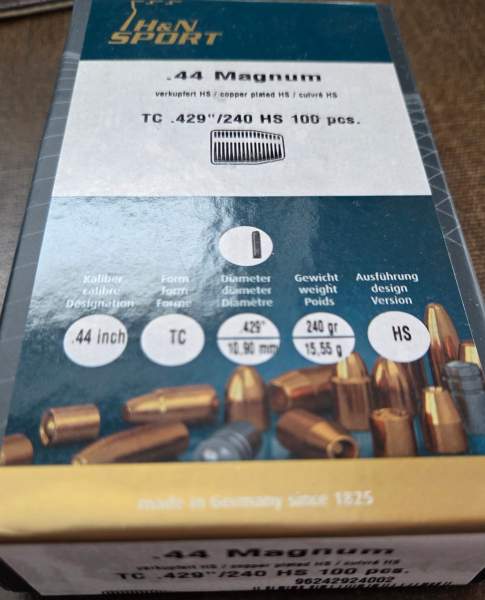 H&N
SPORT
.44 Magnum
verkupfert HS / copper plated HS / cuivré HS
TC .429"/240 HS 100 pcs.
Kaliber Form Diameter Gewicht Ausführung
calibre form diameter weight design
Désignation Forme Diamètre Poids Version
.44 inch TC .429" 240 gr HS
10,90 mm 15,55 g
made in Germany since 1825
.44 Magnum
verkupfert HS / copper plated HS / cuivré HS
TC .429"/240 HS 100 pcs.
96242924002